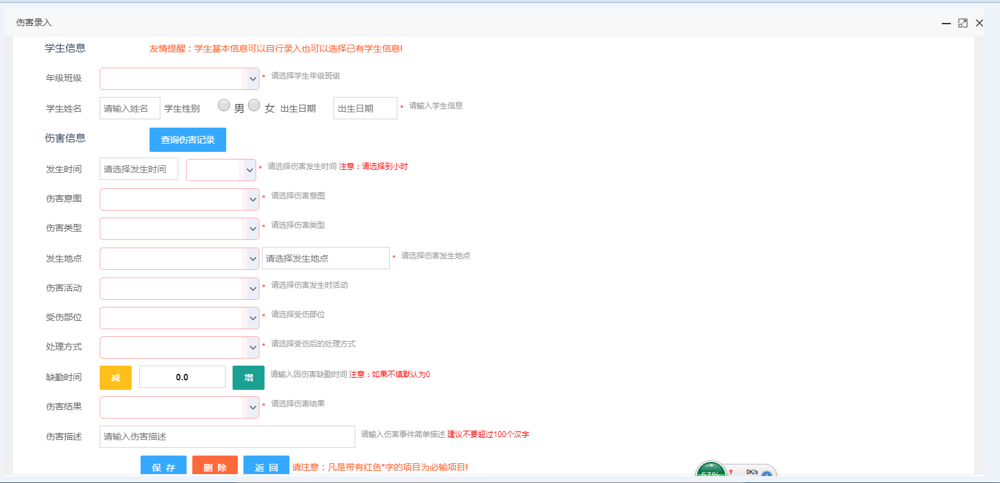 伤害录入
学生信息 友情提醒：学生基本信息可以自行录入也可以选择已有学生信息!
年级班级 * 请选择学生年级班级
学生姓名 请输入姓名 学生性别 男 女 出生日期 出生日期 * 请输入学生信息
伤害信息 查询伤害记录
发生时间 请选择发生时间 * 请选择伤害发生时间 注意：请选择到小时
伤害意图 * 请选择伤害意图
伤害类型 * 请选择伤害类型
发生地点 请选择发生地点 * 请选择伤害发生地点
伤害活动 * 请选择伤害发生时活动
受伤部位 * 请选择受伤部位
处理方式 * 请选择受伤后的处理方式
缺勤时间 减 0.0 增 请输入因伤害缺勤时间 注意：如果不填默认为0
伤害结果 * 请选择伤害结果
伤害描述 请输入伤害描述 请输入伤害事件简单描述 建议不要超过100个汉字
保 存 删 除 返 回 请注意：凡是带有红色*字的项目为必输项目!
57% 0K/s